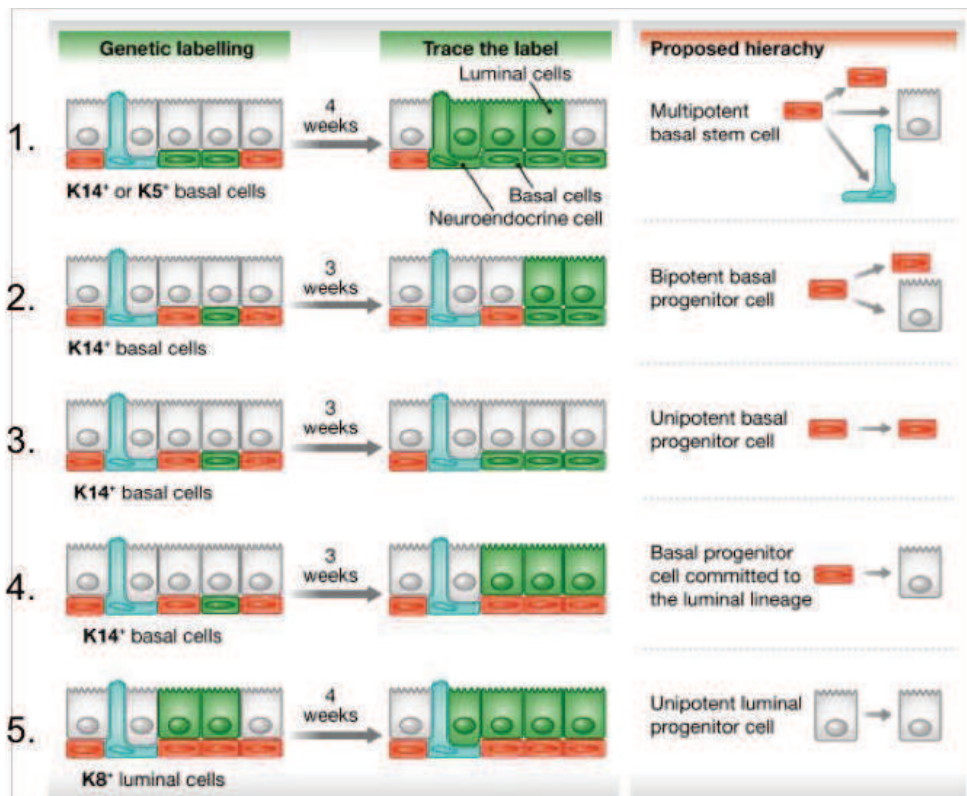 Genetic labelling
Trace the label
Proposed hierachy
1.
4
weeks
Luminal cells
Basal cells
Neuroendocrine cell
K14⁺ or K5⁺ basal cells
Multipotent
basal stem cell
2.
3
weeks
K14⁺ basal cells
Bipotent basal
progenitor cell
3.
3
weeks
K14⁺ basal cells
Unipotent basal
progenitor cell
4.
3
weeks
K14⁺ basal cells
Basal progenitor
cell committed to
the luminal lineage
5.
4
weeks
K8⁺ luminal cells
Unipotent luminal
progenitor cell